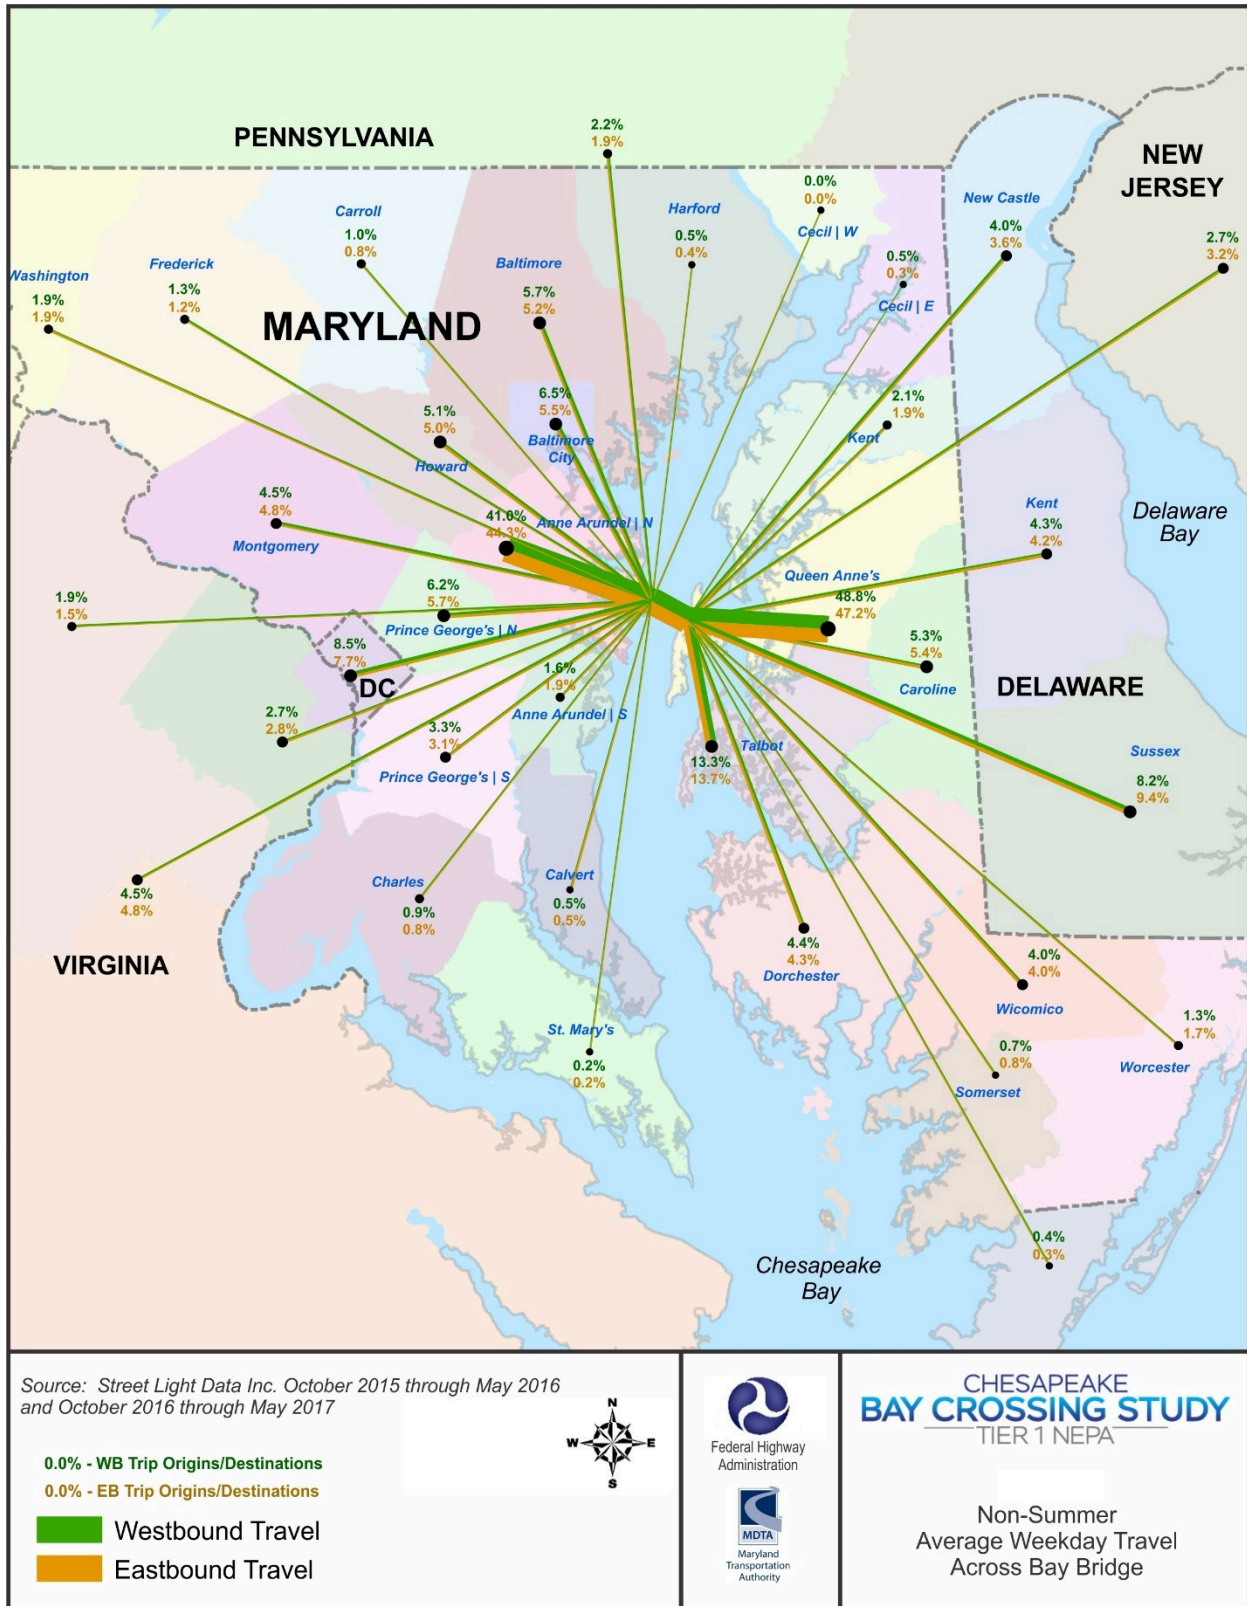 PENNSYLVANIA
2.2%
1.9%
NEW
JERSEY
0.0%
0.0%
Cecil | W
New Castle
4.0%
3.6%
2.7%
3.2%
Carroll
1.0%
0.8%
Harford
0.5%
0.4%
0.5%
0.3%
Cecil | E
Washington
1.9%
1.9%
Frederick
1.3%
1.2%
Baltimore
5.7%
5.2%
MARYLAND
6.5%
5.5%
Baltimore
City
5.1%
5.0%
Howard
2.1%
1.9%
Kent
4.5%
4.8%
Montgomery
41.0%
44.3%
Anne Arundel | N
Kent
4.3%
4.2%
Delaware
Bay
Queen Anne's
48.8%
47.2%
1.9%
1.5%
6.2%
5.7%
Prince George's | N
8.5%
7.7%
DC
1.6%
1.9%
Anne Arundel | S
5.3%
5.4%
Caroline
DELAWARE
2.7%
2.8%
3.3%
3.1%
Prince George's | S
Talbot
13.3%
13.7%
Sussex
8.2%
9.4%
4.5%
4.8%
Charles
0.9%
0.8%
Calvert
0.5%
0.5%
4.4%
4.3%
Dorchester
VIRGINIA
4.0%
4.0%
Wicomico
St. Mary's
0.2%
0.2%
0.7%
0.8%
Somerset
1.3%
1.7%
Worcester
0.4%
0.3%
Chesapeake
Bay
Source: Street Light Data Inc. October 2015 through May 2016
and October 2016 through May 2017
N
W E
S
0.0% - WB Trip Origins/Destinations
0.0% - EB Trip Origins/Destinations
Westbound Travel
Eastbound Travel
Federal Highway
Administration
MDTA
Maryland
Transportation
Authority
CHESAPEAKE
BAY CROSSING STUDY
TIER 1 NEPA
Non-Summer
Average Weekday Travel
Across Bay Bridge